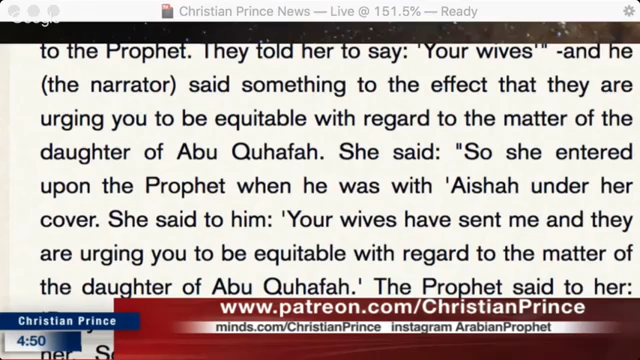 Christian Prince News — Live @ 151.5% — Ready
Google
to the Prophet. They told her to say: 'Your wives'" -and he
(the narrator) said something to the effect that they are
urging you to be equitable with regard to the matter of the
daughter of Abu Quhafah. She said: "So she entered
upon the Prophet when he was with 'Aishah under her
cover. She said to him: 'Your wives have sent me and they
are urging you to be equitable with regard to the matter of
the daughter of Abu Quhafah.' The Prophet said to her:
www.patreon.com/ChristianPrince
Christian Prince
minds.com/ChristianPrince instagram ArabianProphet
4:50
her.